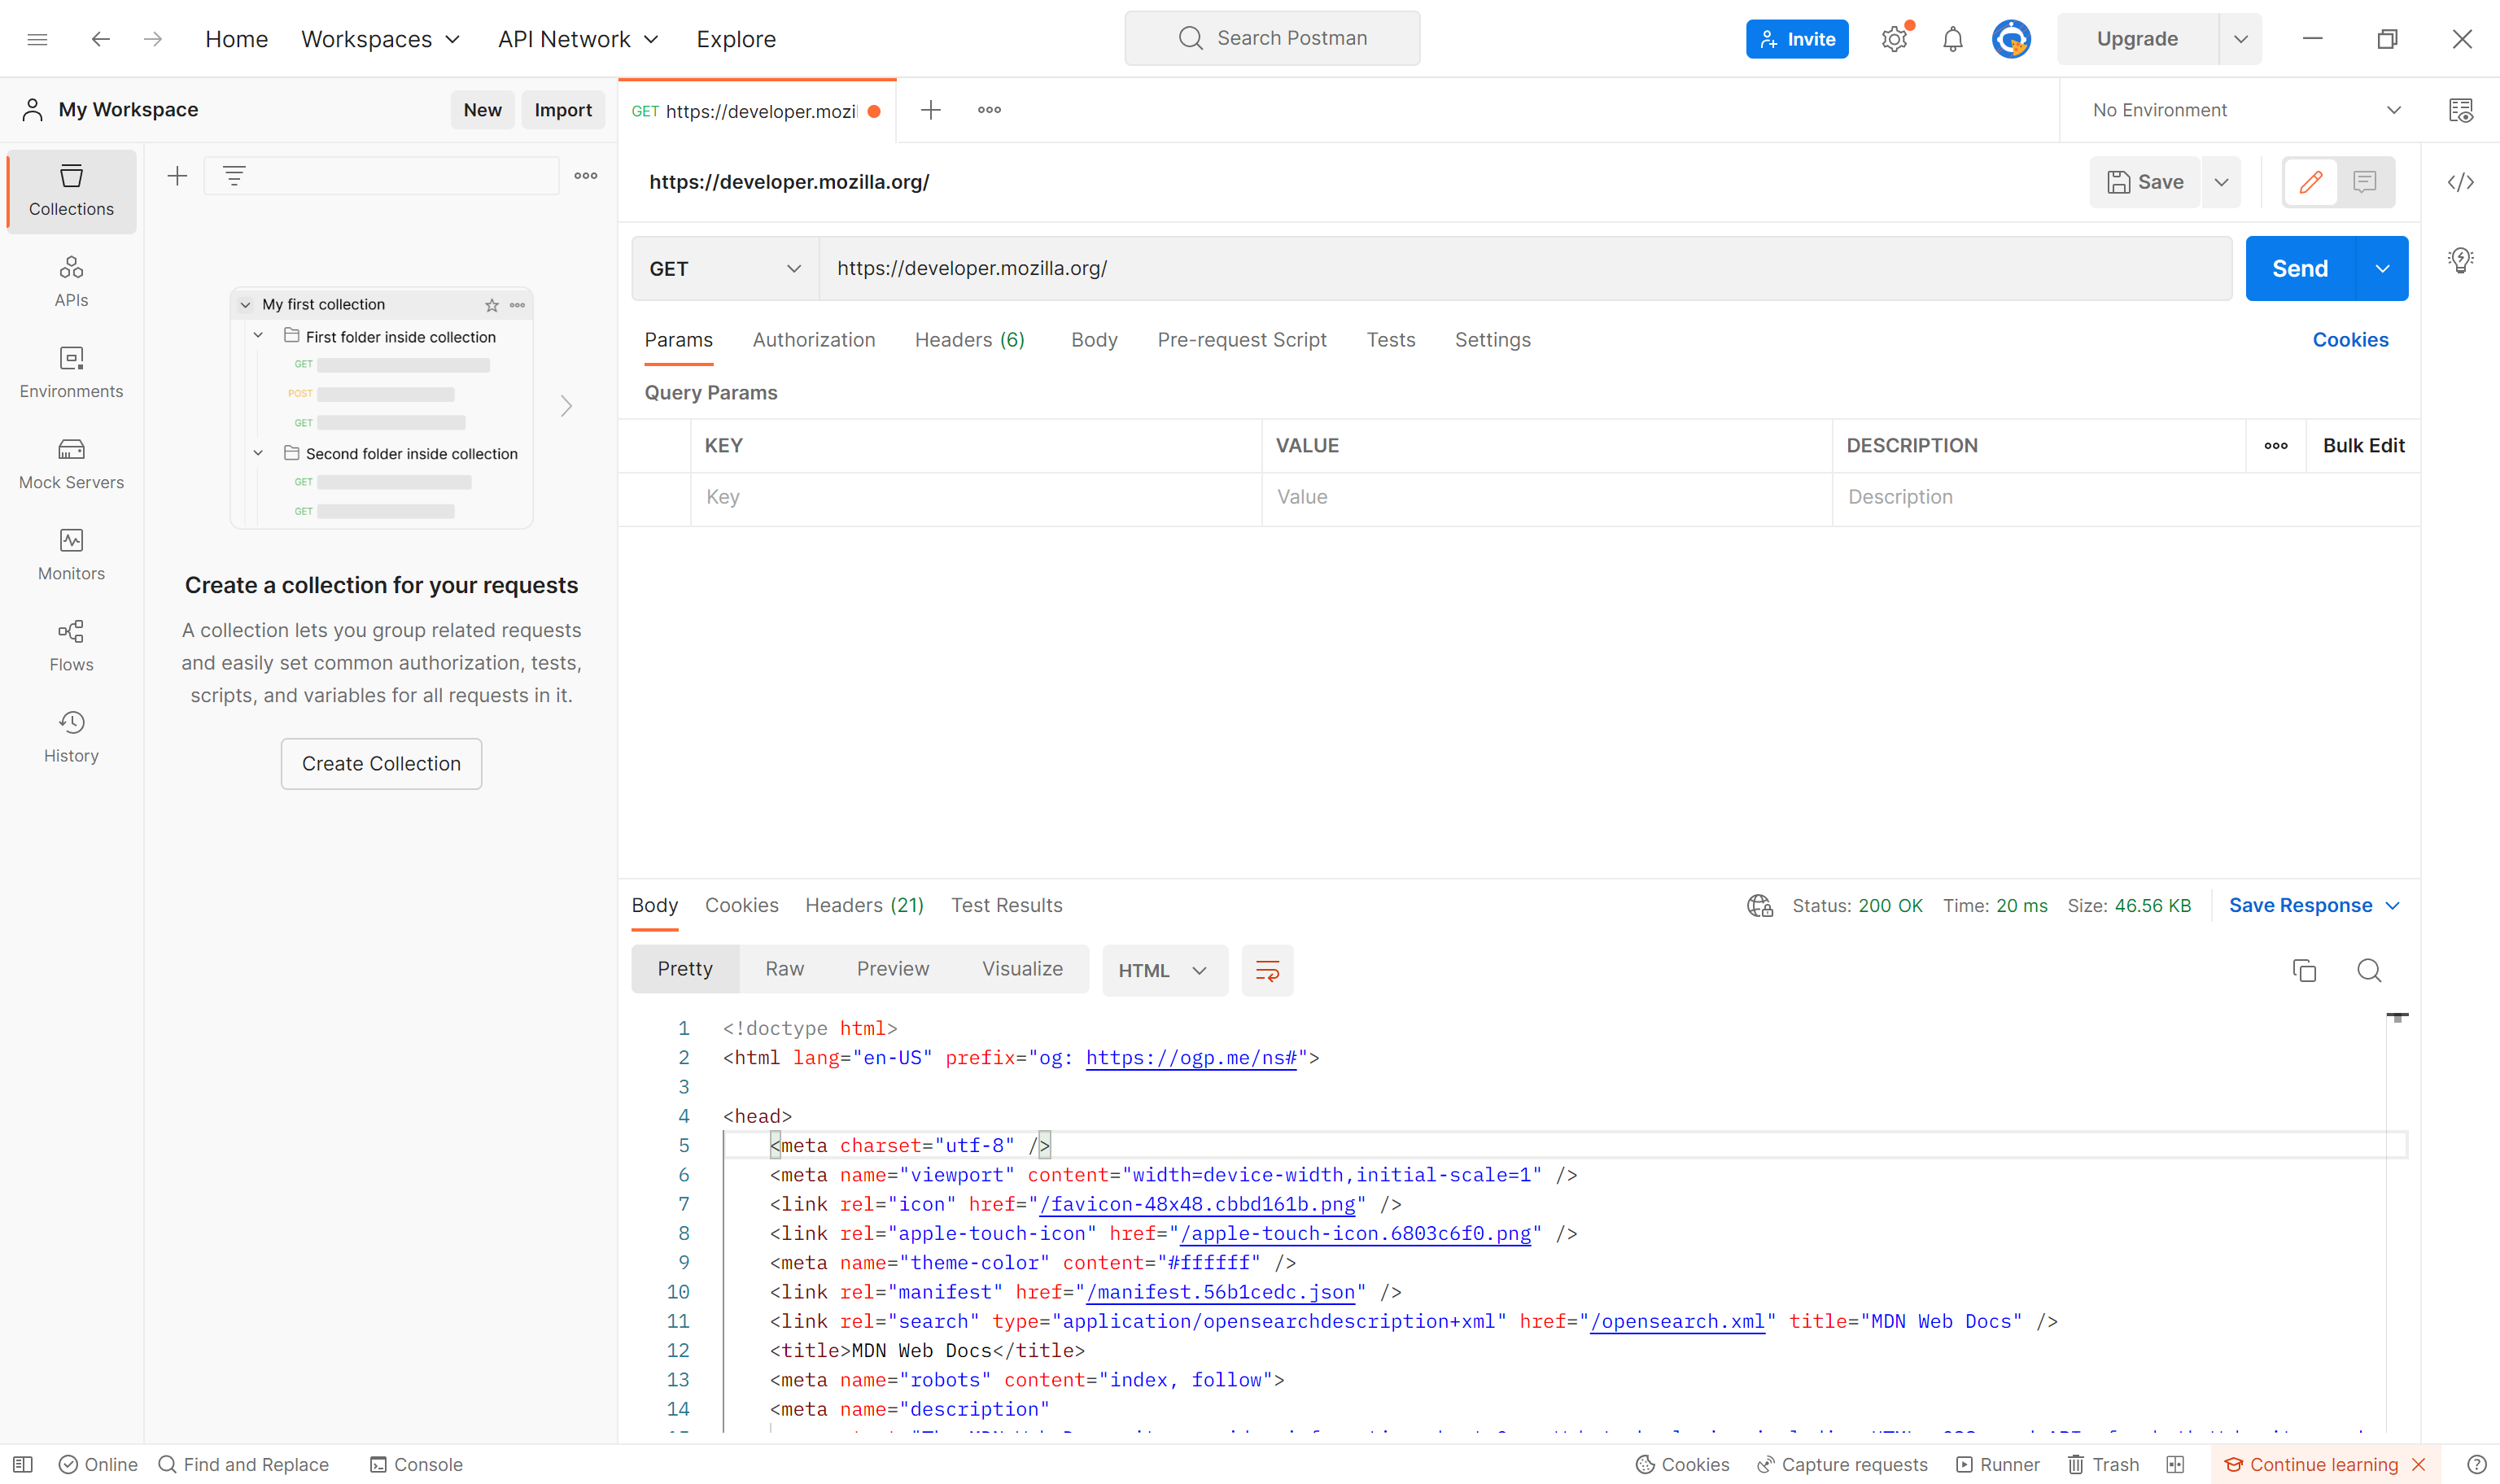 Home Workspaces API Network Explore Search Postman Invite Upgrade
My Workspace New Import
GET https://developer.mozil
No Environment
Collections
APIs
Environments
Mock Servers
Monitors
Flows
History
My first collection
First folder inside collection
GET
POST
GET
Second folder inside collection
GET
GET
Create a collection for your requests
A collection lets you group related requests
and easily set common authorization, tests,
scripts, and variables for all requests in it.
Create Collection
https://developer.mozilla.org/
Save
GET https://developer.mozilla.org/ Send
Params Authorization Headers (6) Body Pre-request Script Tests Settings Cookies
Query Params
KEY VALUE DESCRIPTION Bulk Edit
Key Value Description
Body Cookies Headers (21) Test Results Status: 200 OK Time: 20 ms Size: 46.56 KB Save Response
Pretty Raw Preview Visualize HTML
1 <!doctype html>
2 <html lang="en-US" prefix="og: https://ogp.me/ns#">
3
4 <head>
5 <meta charset="utf-8" />
6 <meta name="viewport" content="width=device-width,initial-scale=1" />
7 <link rel="icon" href="/favicon-48x48.cbbd161b.png" />
8 <link rel="apple-touch-icon" href="/apple-touch-icon.6803c6f0.png" />
9 <meta name="theme-color" content="#ffffff" />
10 <link rel="manifest" href="/manifest.56b1cedc.json" />
11 <link rel="search" type="application/opensearchdescription+xml" href="/opensearch.xml" title="MDN Web Docs" />
12 <title>MDN Web Docs</title>
13 <meta name="robots" content="index, follow">
14 <meta name="description"
Online Find and Replace Console Cookies Capture requests Runner Trash Continue learning